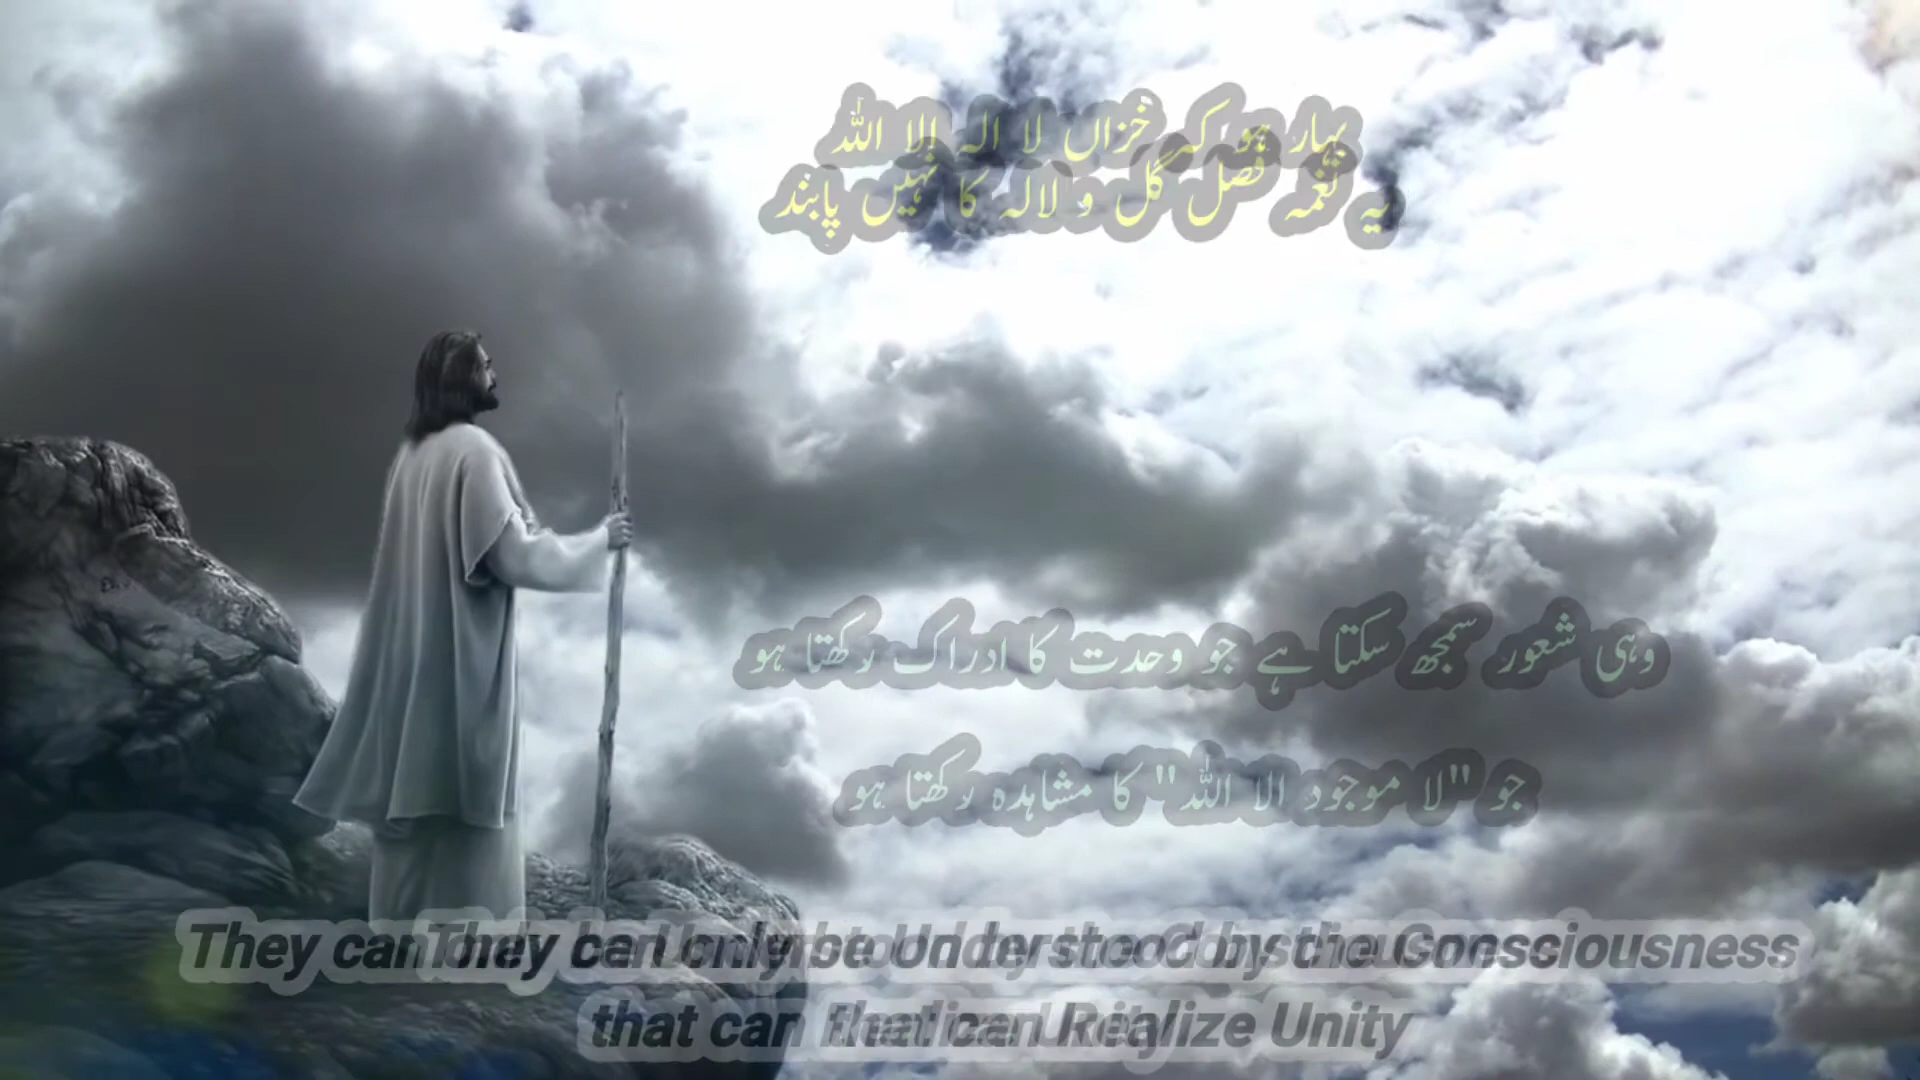 بہار ہو کہ خزاں لا الہ الا اللہ
یہ نغمہ فصل گل و لالہ کا نہیں پابند
وہی شعور سمجھ سکتا ہے جو وحدت کا ادراک رکھتا ہو
جو "لا موجود الا اللہ" کا مشاہدہ رکھتا ہو
They can only be Understood by the Consciousness
that can Realize Unity